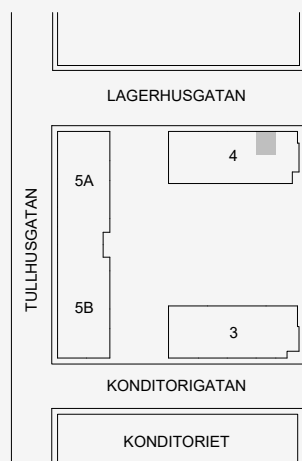 LAGERHUSGATAN
4
5A
TULLHUSGATAN
5B
3
KONDITORIGATAN
KONDITORIET